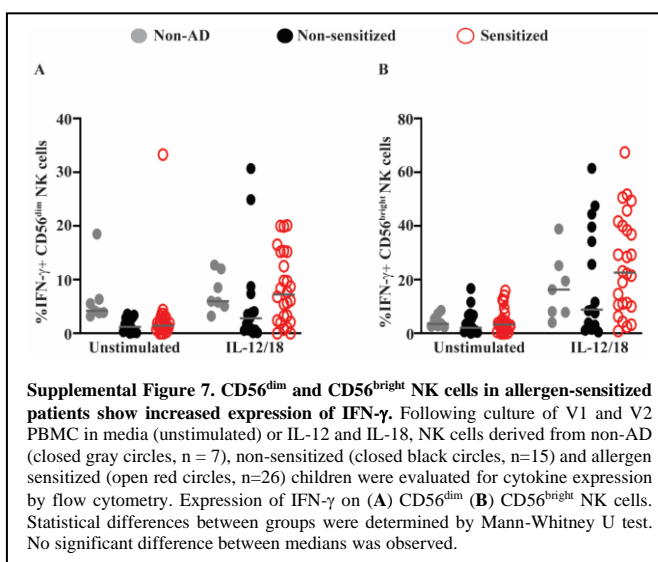 Non-AD Non-sensitized Sensitized
A
B
40
30
20
10
0
%IFN-γ+ CD56dim NK cells
Unstimulated IL-12/18
80
60
40
20
0
%IFN-γ+ CD56bright NK cells
Unstimulated IL-12/18
Supplemental Figure 7. CD56dim and CD56bright NK cells in allergen-sensitized
patients show increased expression of IFN-γ. Following culture of V1 and V2
PBMC in media (unstimulated) or IL-12 and IL-18, NK cells derived from non-AD
(closed gray circles, n = 7), non-sensitized (closed black circles, n=15) and allergen
sensitized (open red circles, n=26) children were evaluated for cytokine expression
by flow cytometry. Expression of IFN-γ on (A) CD56dim (B) CD56bright NK cells.
Statistical differences between groups were determined by Mann-Whitney U test.
No significant difference between medians was observed.